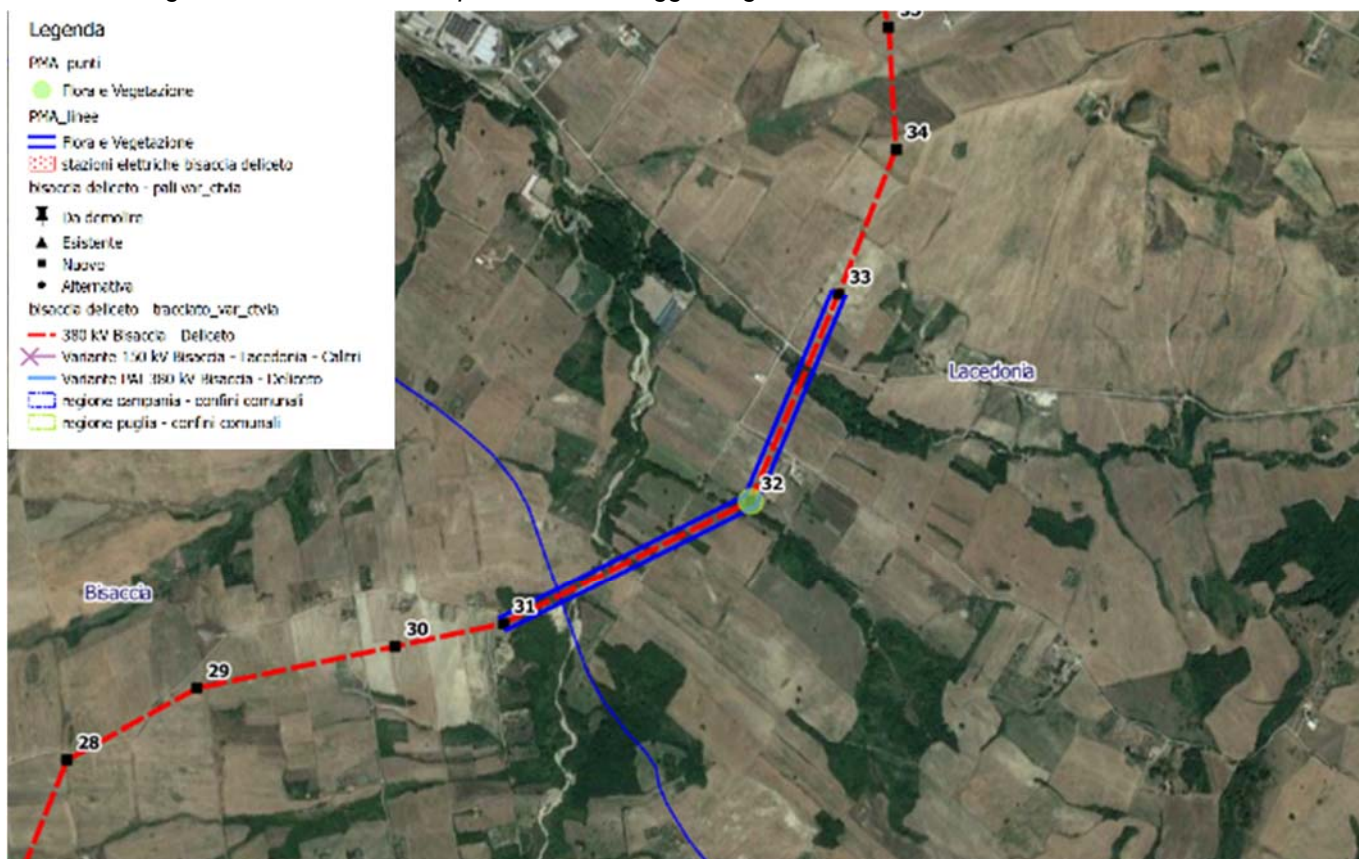 Legenda
PMA_punti
Flora e Vegetazione
PMA_linee
Flora e Vegetazione
stazioni elettriche bisaccia deliceto
bisaccia deliceto - pali var_ctvia
Da demolire
Esistente
Nuovo
Alternativa
bisaccia deliceto - tracciato_var_ctvia
380 kV Bisaccia - Deliceto
Variante 150 kV Bisaccia - Lacedonia - Calitri
Variante PAI 380 kV Bisaccia - Deliceto
regione campania - confini comunali
regione puglia - confini comunali
34
33
Lacedonia
32
Bisaccia
31
30
29
28